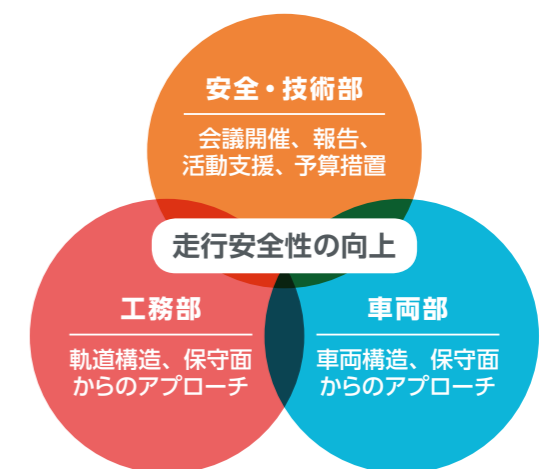 安全・技術部
会議開催、報告、
活動支援、予算措置
走行安全性の向上
工務部
軌道構造、保守面
からのアプローチ
車両部
車両構造、保守面
からのアプローチ